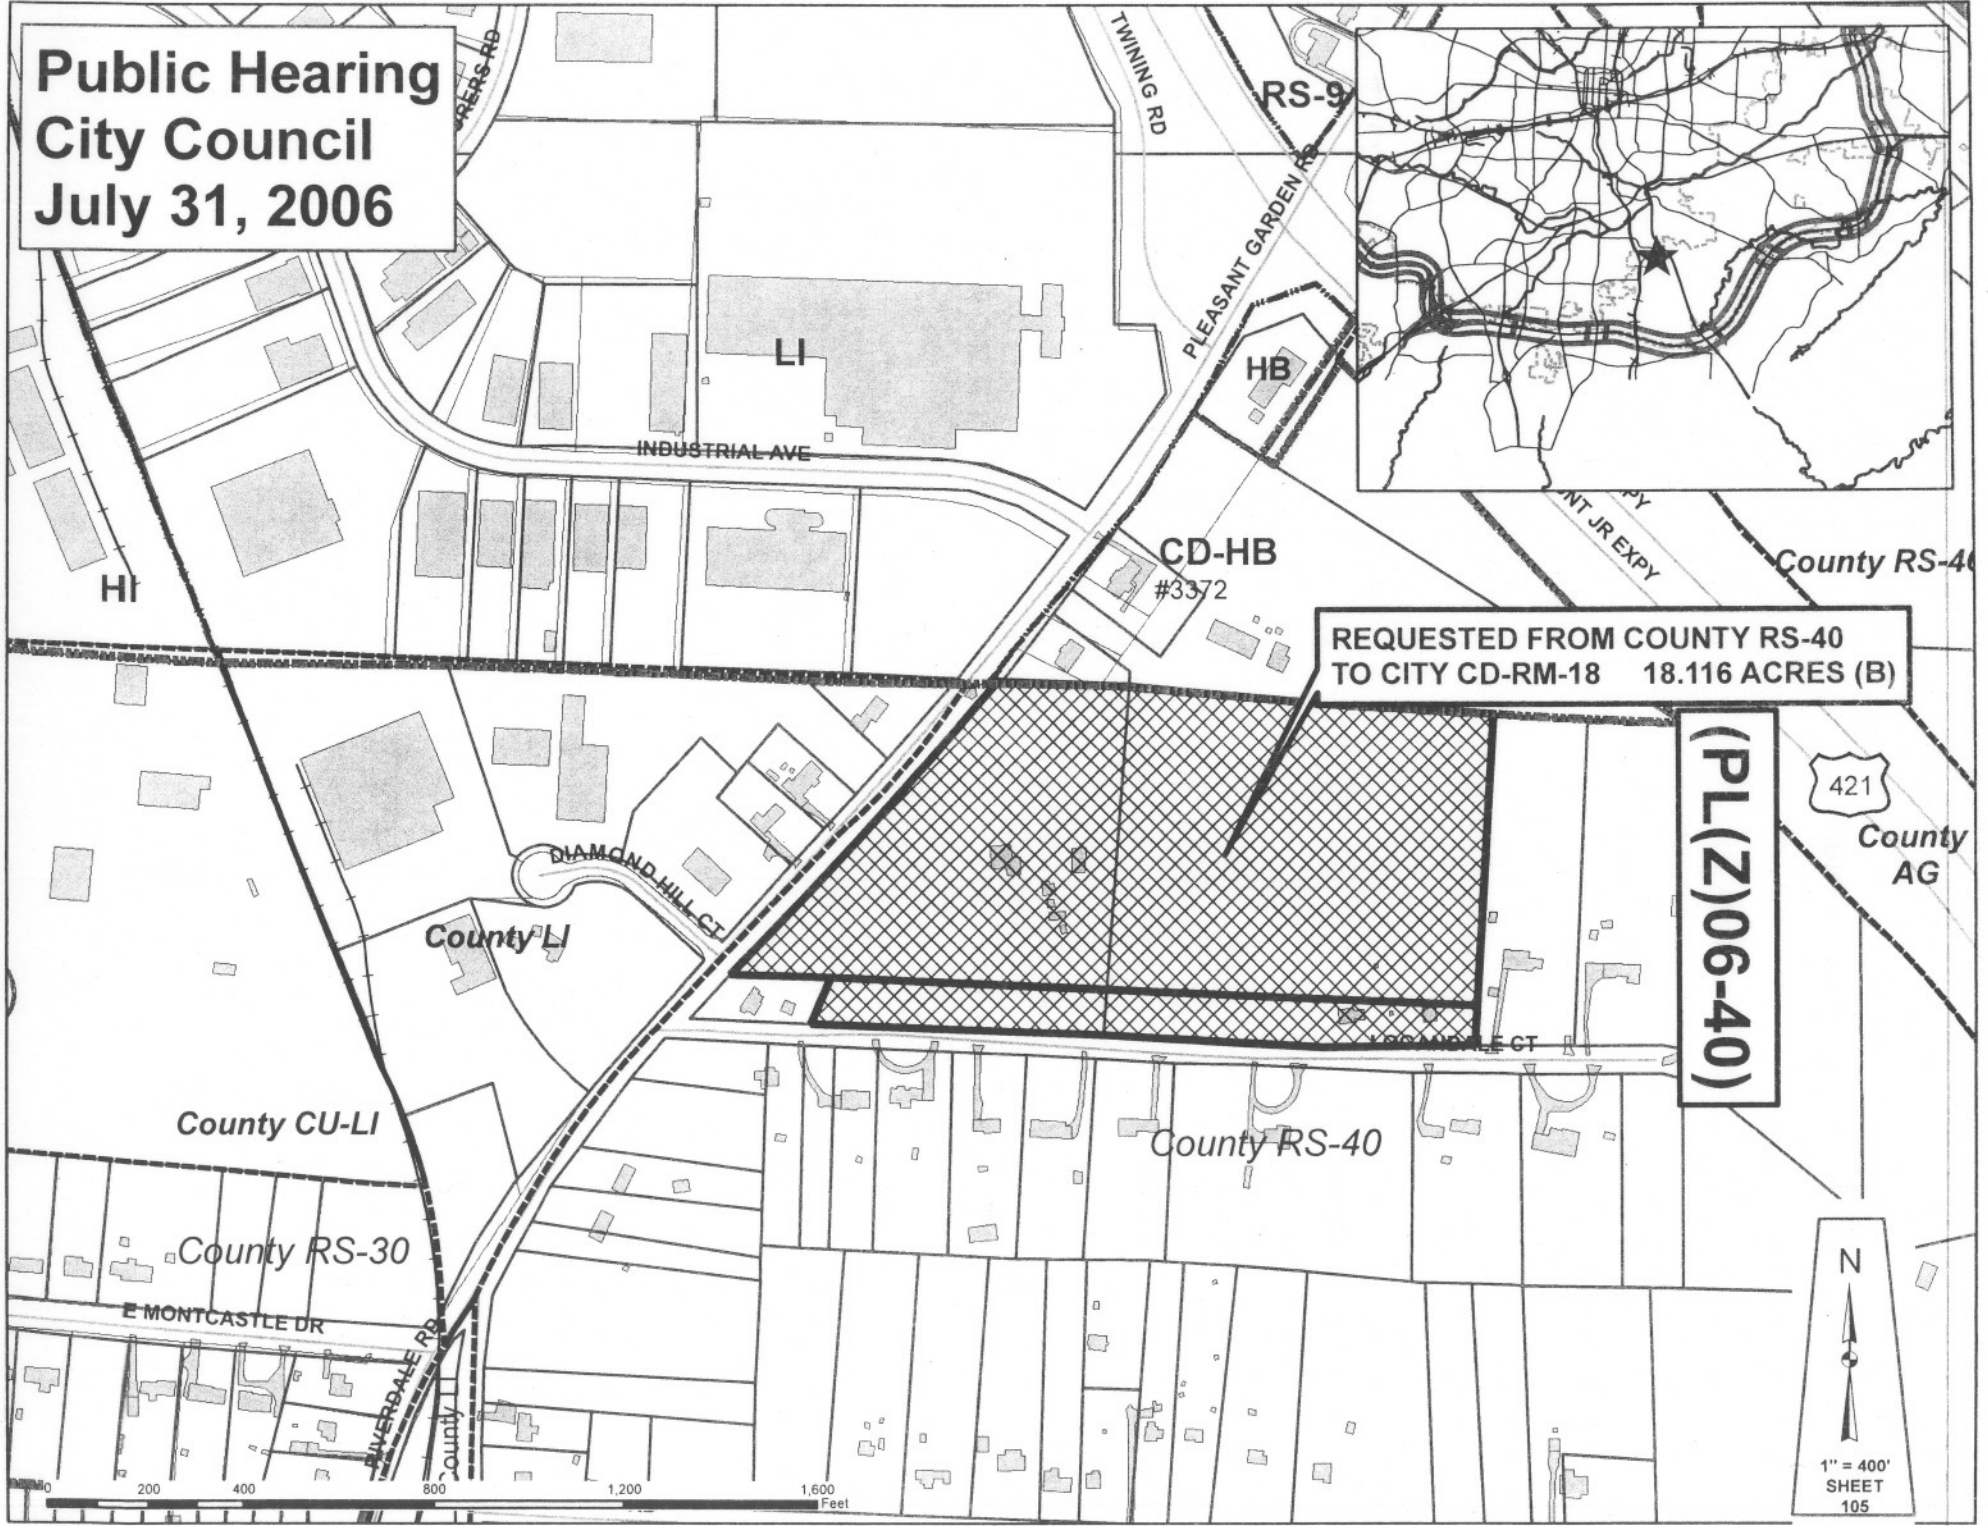 Public Hearing
City Council
July 31, 2006
TWINING RD
RS-9
PLEASANT GARDEN RD
LI
HB
INDUSTRIAL AVE
CD-HB
#3372
HI
JR EXPY
County RS-40
REQUESTED FROM COUNTY RS-40
TO CITY CD-RM-18 18.116 ACRES (B)
(PL(Z)06-40)
421
County
AG
DIAMOND HILL CT
County LI
CT
County CU-LI
County RS-40
County RS-30
E MONTCASTLE DR
RIVERDALE RD
County
N
1" = 400'
SHEET
105
0 200 400 800 1,200 1,600
Feet